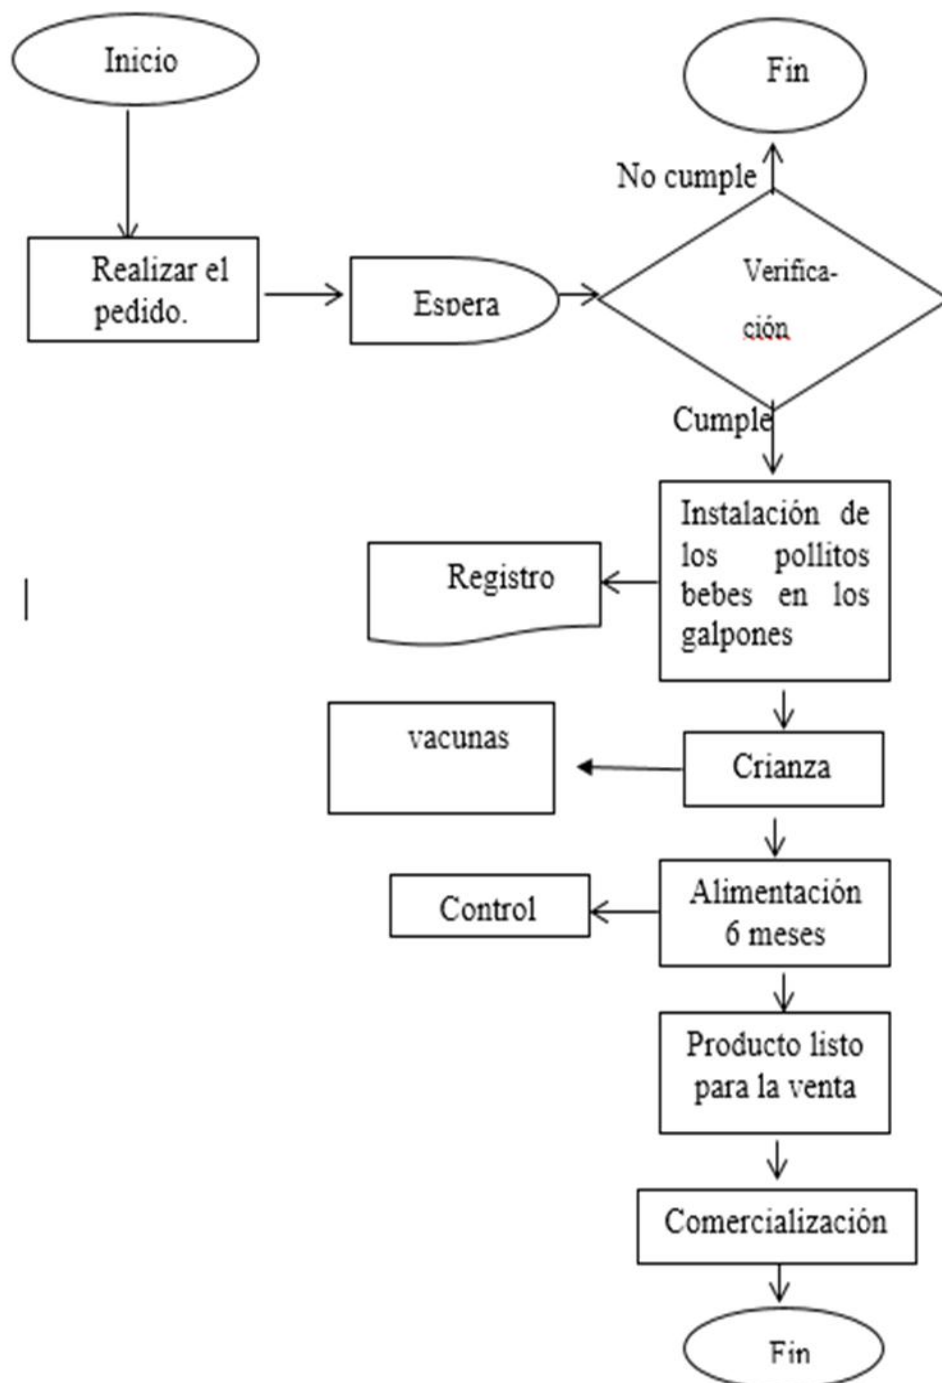 Inicio
Fin
No cumple
Realizar el
pedido.
Espera
Verifica-
ción
Cumple
Instalación de
los pollitos
bebes en los
galpones
Registro
vacunas
Crianza
Control
Alimentación
6 meses
Producto listo
para la venta
Comercialización
Fin